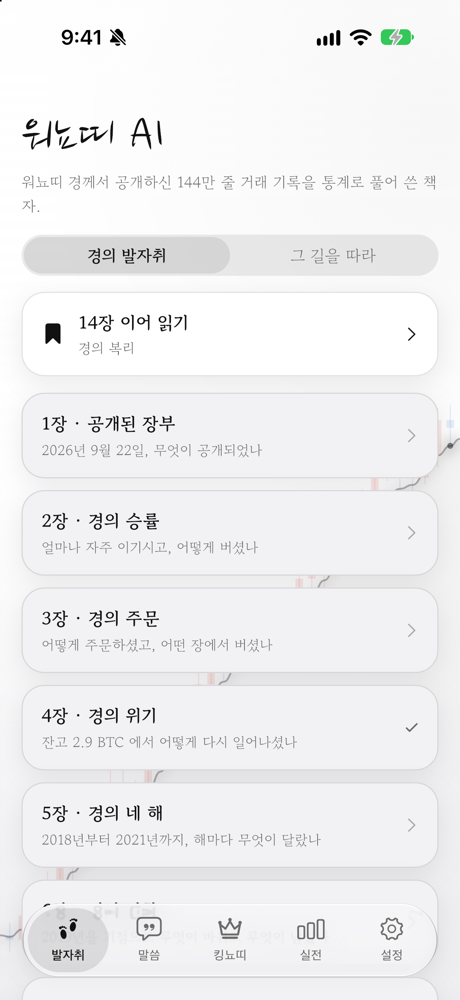 9:41
워뇨띠 AI
워뇨띠 경께서 공개하신 144만 줄 거래 기록을 통계로 풀어 쓴 책
자.
경의 발자취
그 길을 따라
14장 이어 읽기
경의 복리
1장 · 공개된 장부
2026년 9월 22일, 무엇이 공개되었나
2장 · 경의 승률
얼마나 자주 이기시고, 어떻게 버셨나
3장 · 경의 주문
어떻게 주문하셨고, 어떤 장에서 버셨나
4장 · 경의 위기
잔고 2.9 BTC 에서 어떻게 다시 일어나셨나
5장 · 경의 네 해
2018년부터 2021년까지, 해마다 무엇이 달랐나
발자취
말씀
킹뇨띠
실전
설정